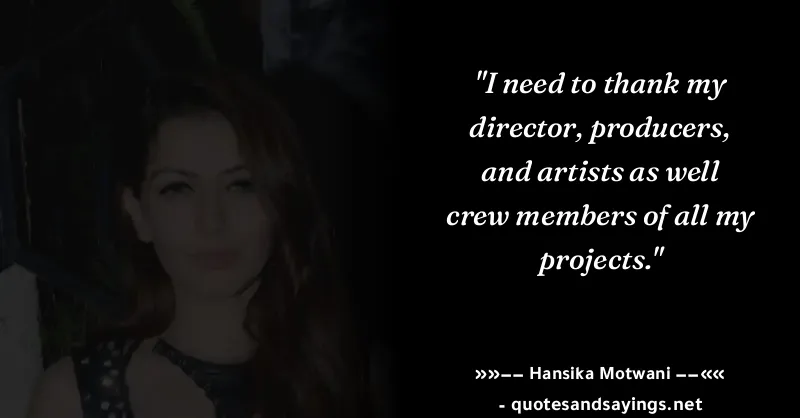 "I need to thank my
director, producers,
and artists as well
crew members of all my
projects."
»»–– Hansika Motwani ––««
- quotesandsayings.net